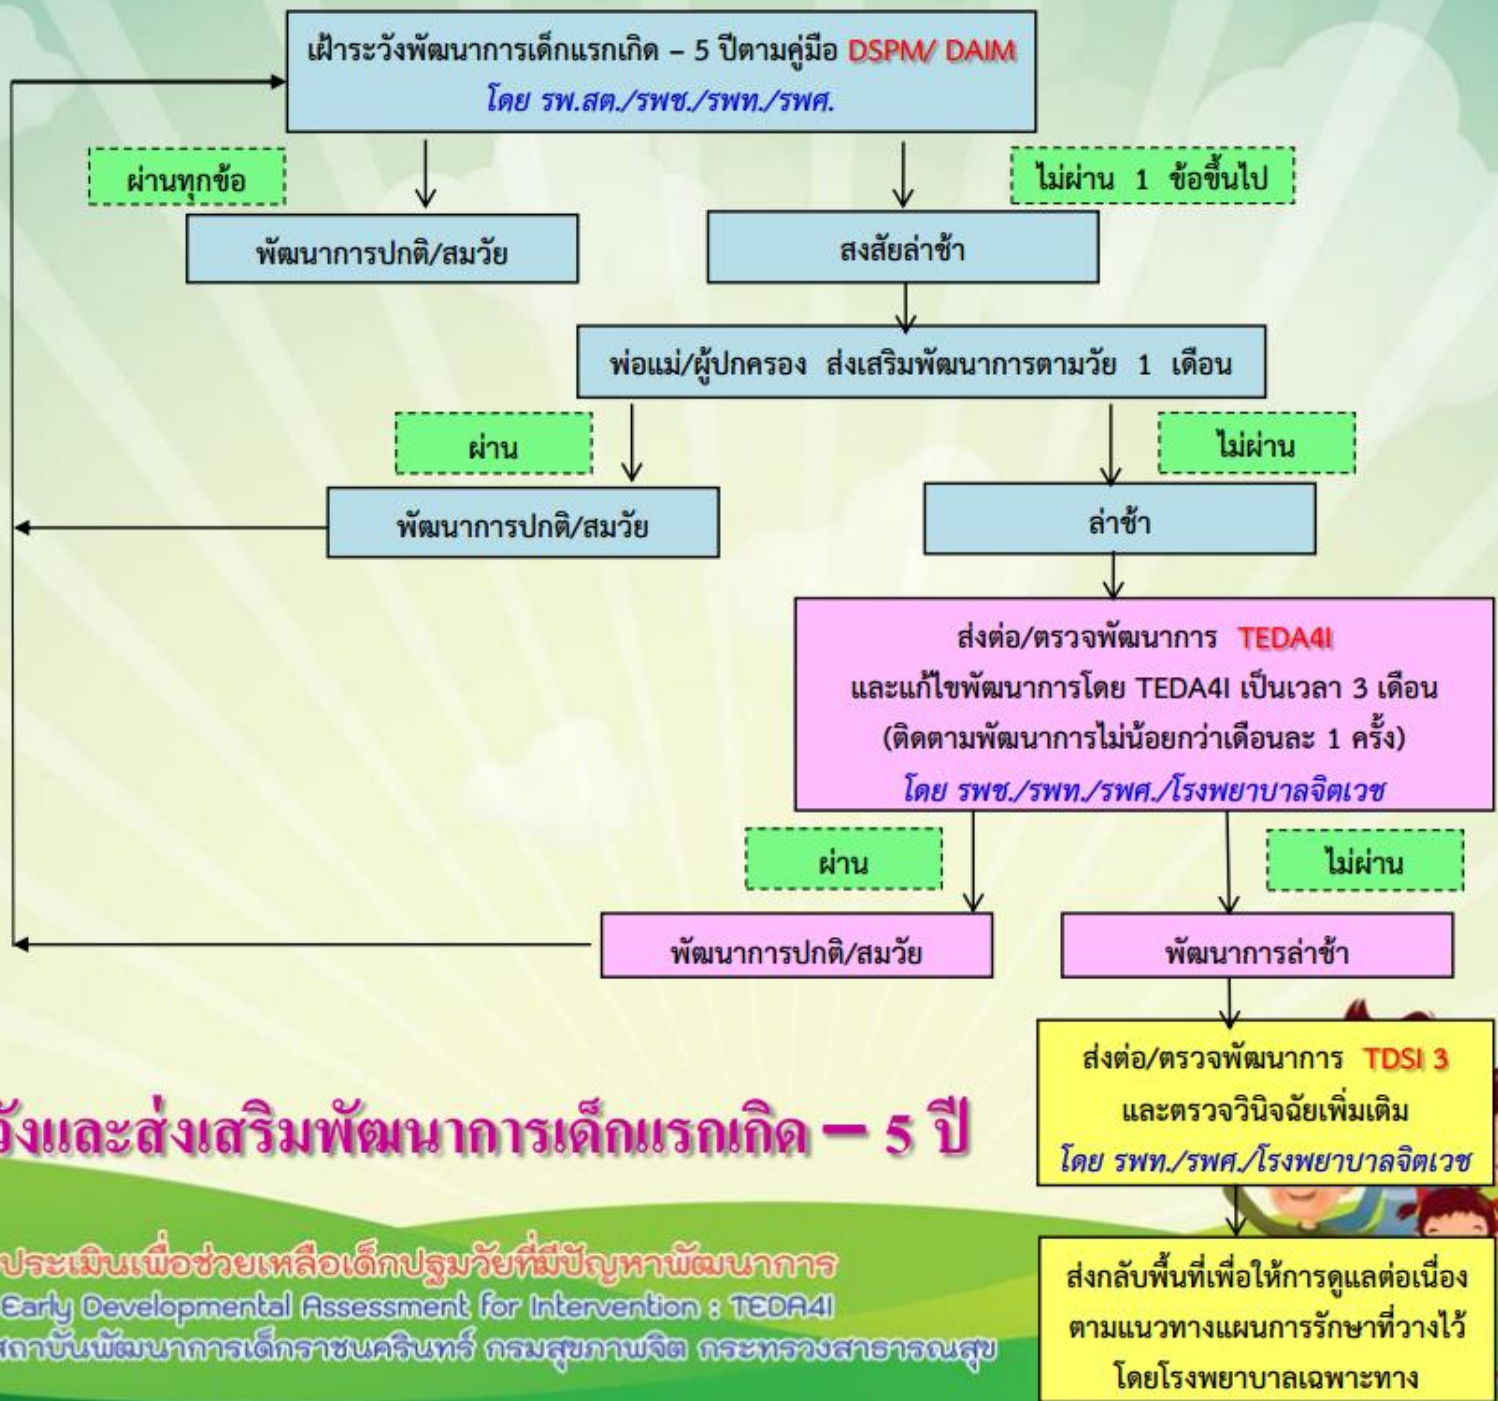 เฝ้าระวังพัฒนาการเด็กแรกเกิด – 5 ปีตามคู่มือ DSPM/ DAIM
โดย รพ.สต./รพช./รพท./รพศ.
ผ่านทุกข้อ
ไม่ผ่าน 1 ข้อขึ้นไป
พัฒนาการปกติ/สมวัย
สงสัยล่าช้า
พ่อแม่/ผู้ปกครอง ส่งเสริมพัฒนาการตามวัย 1 เดือน
ผ่าน
ไม่ผ่าน
พัฒนาการปกติ/สมวัย
ล่าช้า
ส่งต่อ/ตรวจพัฒนาการ TEDA4I
และแก้ไขพัฒนาการโดย TEDA4I เป็นเวลา 3 เดือน
(ติดตามพัฒนาการไม่น้อยกว่าเดือนละ 1 ครั้ง)
โดย รพช./รพท./รพศ./โรงพยาบาลจิตเวช
ผ่าน
ไม่ผ่าน
พัฒนาการปกติ/สมวัย
พัฒนาการล่าช้า
ส่งต่อ/ตรวจพัฒนาการ TDSI 3
และตรวจวินิจฉัยเพิ่มเติม
โดย รพท./รพศ./โรงพยาบาลจิตเวช
วังและส่งเสริมพัฒนาการเด็กแรกเกิด – 5 ปี
ส่งกลับพื้นที่เพื่อให้การดูแลต่อเนื่อง
ตามแนวทางแผนการรักษาที่วางไว้
โดยโรงพยาบาลเฉพาะทาง
ประเมินเพื่อช่วยเหลือเด็กปฐมวัยที่มีปัญหาพัฒนาการ
Early Developmental Assessment for Intervention : TEDA4I
สถาบันพัฒนาการเด็กราชนครินทร์ กรมสุขภาพจิต กระทรวงสาธารณสุข